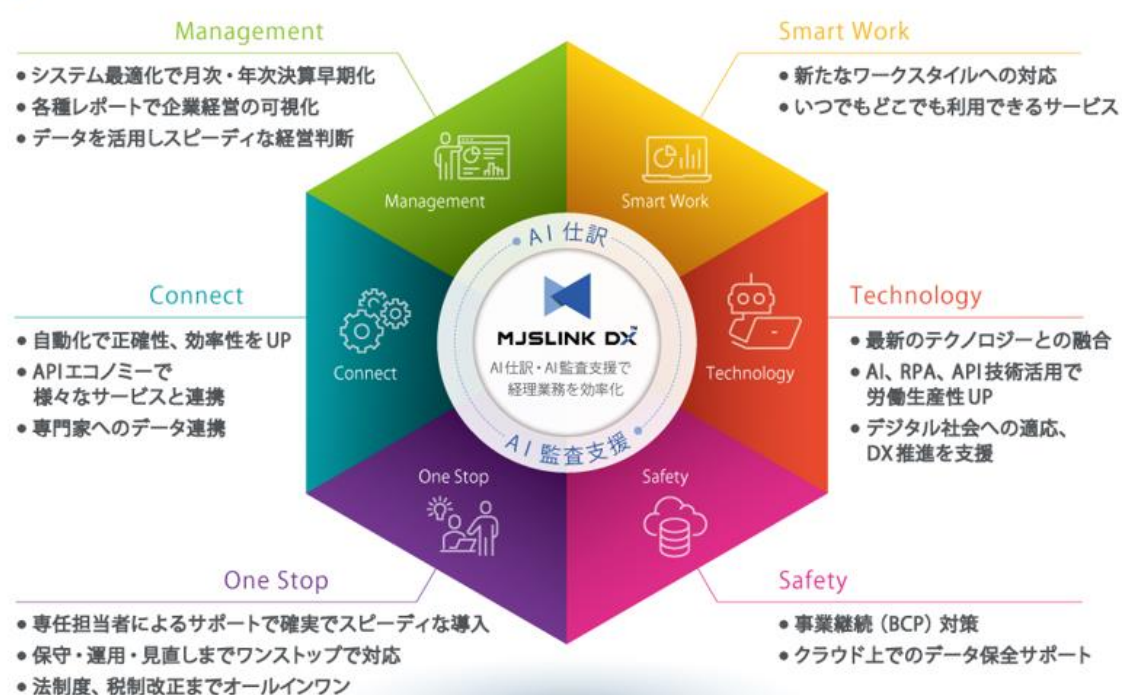 Management
• システム最適化で月次・年次決算早期化
• 各種レポートで企業経営の可視化
• データを活用しスピーディな経営判断
Smart Work
• 新たなワークスタイルへの対応
• いつでもどこでも利用できるサービス
Management
Smart Work
Connect
• 自動化で正確性、効率性をUP
• APIエコノミーで
様々なサービスと連携
• 専門家へのデータ連携
Connect
AI 仕訳
MJSLINK DX™
AI仕訳・AI監査支援で
経理業務を効率化
AI 監査支援
Technology
Technology
• 最新のテクノロジーとの融合
• AI、RPA、API技術活用で
労働生産性UP
• デジタル社会への適応、
DX推進を支援
One Stop
Safety
One Stop
• 専任担当者によるサポートで確実でスピーディな導入
• 保守・運用・見直しまでワンストップで対応
• 法制度、税制改正までオールインワン
Safety
• 事業継続（BCP）対策
• クラウド上でのデータ保全サポート